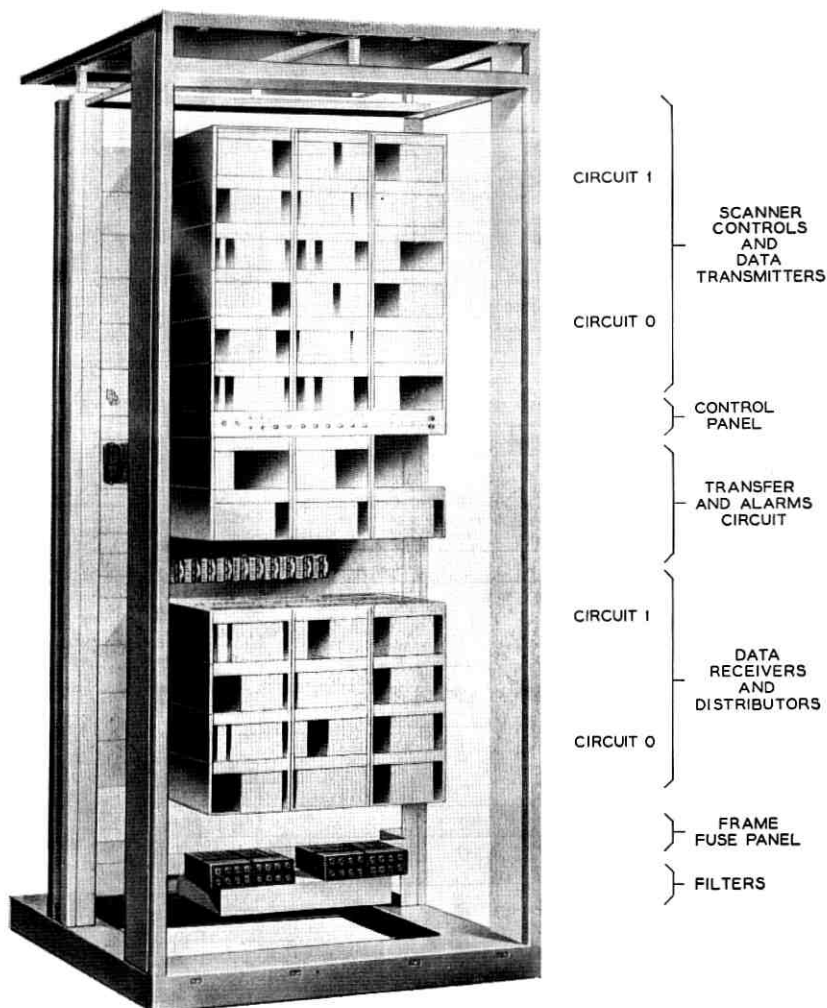 CIRCUIT 1
SCANNER
CONTROLS
AND
DATA
TRANSMITTERS
CIRCUIT 0
CONTROL
PANEL
TRANSFER
AND ALARMS
CIRCUIT
CIRCUIT 1
DATA
RECEIVERS
AND
DISTRIBUTORS
CIRCUIT 0
FRAME
FUSE PANEL
FILTERS